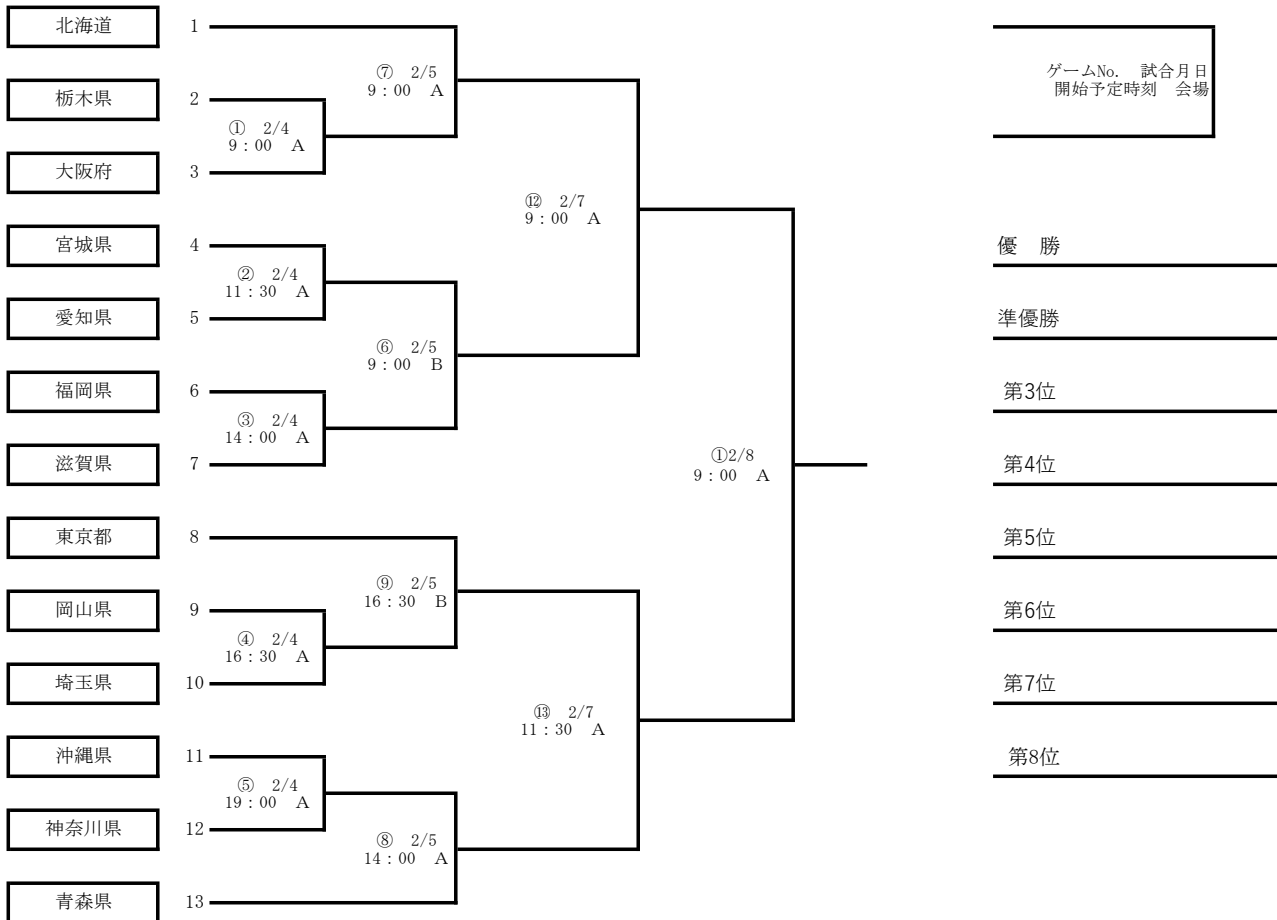 北海道 1
⑦ 2/5
9：00 A
栃木県 2
① 2/4
9：00 A
大阪府 3
⑫ 2/7
9：00 A
宮城県 4
② 2/4
11：30 A
愛知県 5
⑥ 2/5
9：00 B
福岡県 6
③ 2/4
14：00 A
滋賀県 7
①2/8
9：00 A
東京都 8
⑨ 2/5
16：30 B
岡山県 9
④ 2/4
16：30 A
埼玉県 10
⑬ 2/7
11：30 A
沖縄県 11
⑤ 2/4
19：00 A
神奈川県 12
⑧ 2/5
14：00 A
青森県 13
ゲームNo. 試合月日
開始予定時刻 会場
優 勝
準優勝
第3位
第4位
第5位
第6位
第7位
第8位